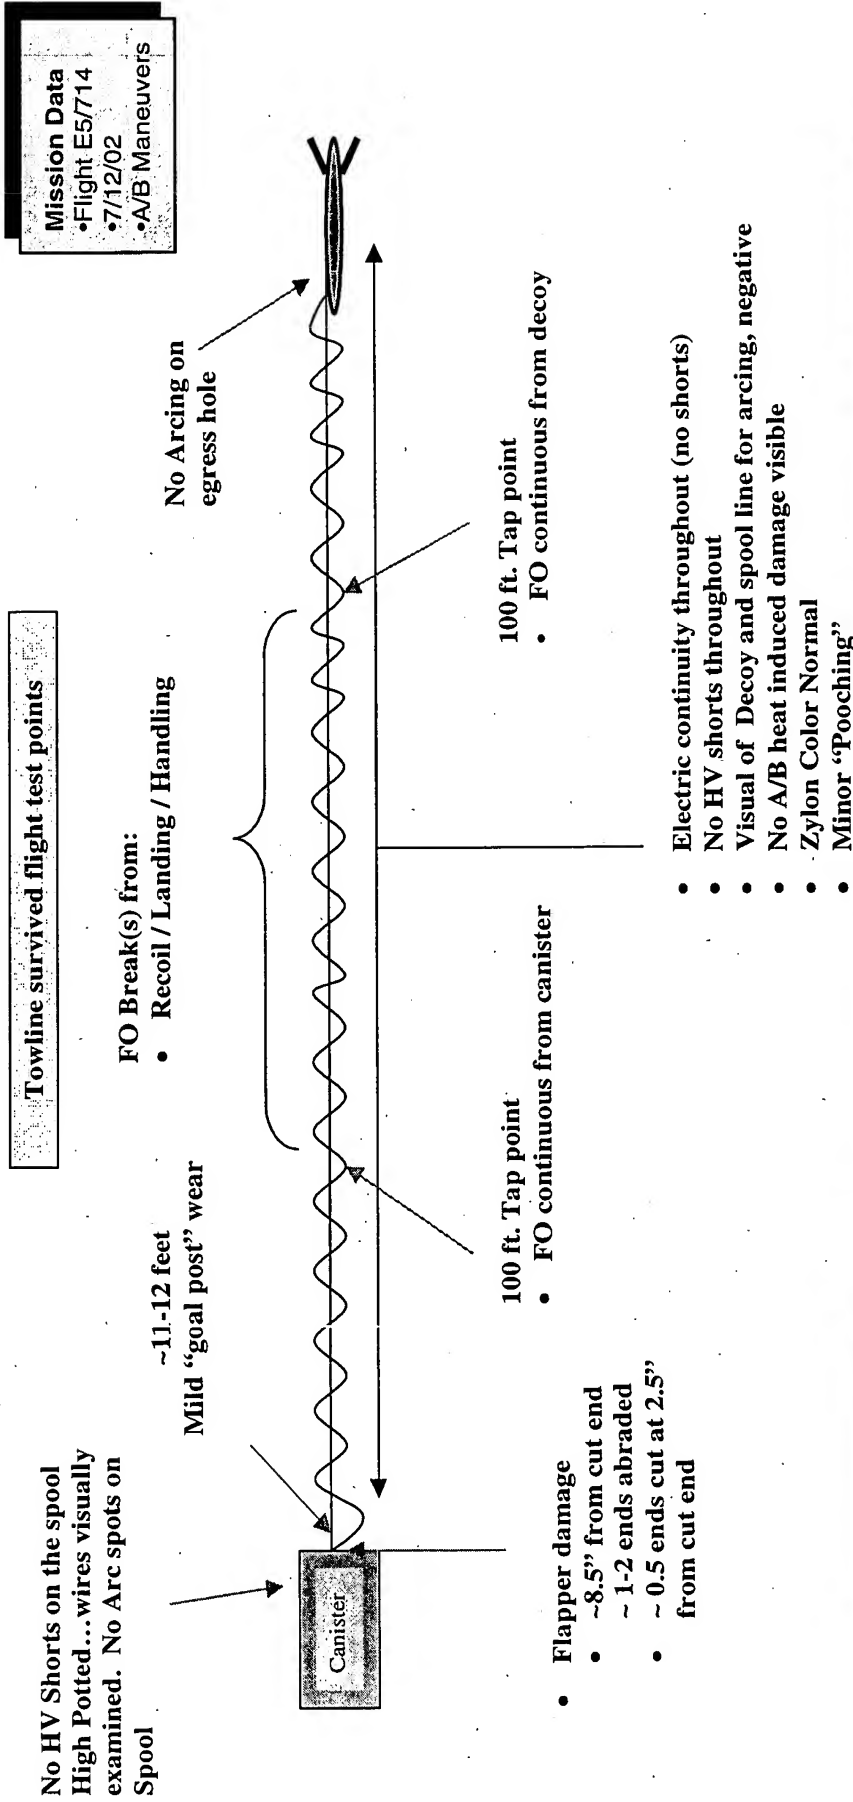 Towline survived flight test points
Mission Data
•Flight E5/714
•7/12/02
•A/B Maneuvers
No HV Shorts on the spool
High Potted…wires visually
examined. No Arc spots on
Spool
~11-12 feet
Mild “goal post” wear
FO Break(s) from:
• Recoil / Landing / Handling
No Arcing on
egress hole
Canister
• Flapper damage
• ~8.5” from cut end
~ 1-2 ends abraded
• ~ 0.5 ends cut at 2.5”
from cut end
100 ft. Tap point
• FO continuous from canister
100 ft. Tap point
• FO continuous from decoy
• Electric continuity throughout (no shorts)
• No HV shorts throughout
• Visual of Decoy and spool line for arcing, negative
• No A/B heat induced damage visible
• Zylon Color Normal
• Minor “Pooching”